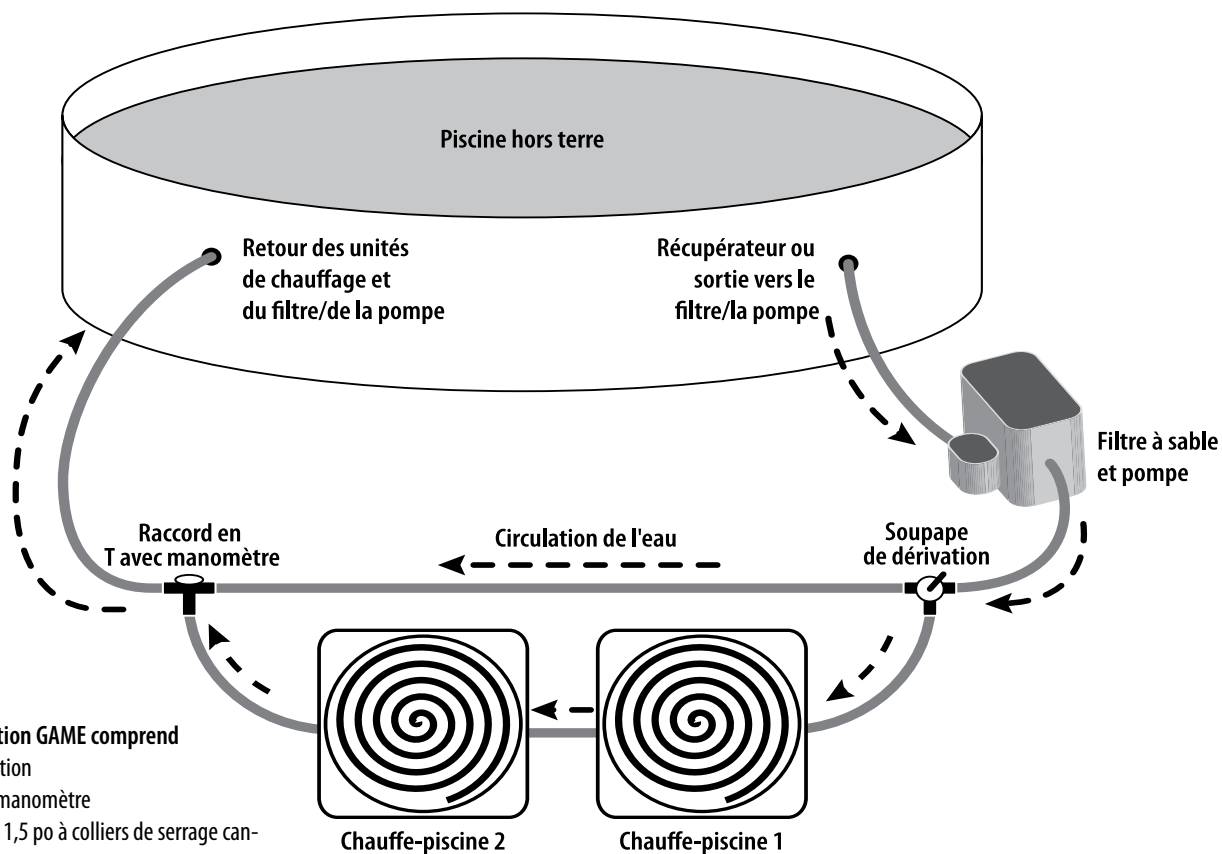 Piscine hors terre
Retour des unités
de chauffage et
du filtre/de la pompe
Récupérateur ou
sortie vers le
filtre/la pompe
Filtre à sable
et pompe
Raccord en
T avec manomètre
Circulation de l'eau
Soupape
de dérivation
tion GAME comprend
tion
manomètre
1,5 po à colliers de serrage can-
Chauffe-piscine 2
Chauffe-piscine 1